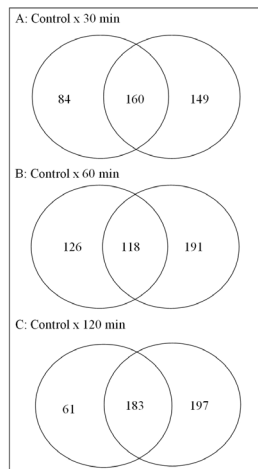 A: Control x 30 min
84 160 149
B: Control x 60 min
126 118 191
C: Control x 120 min
61 183 197